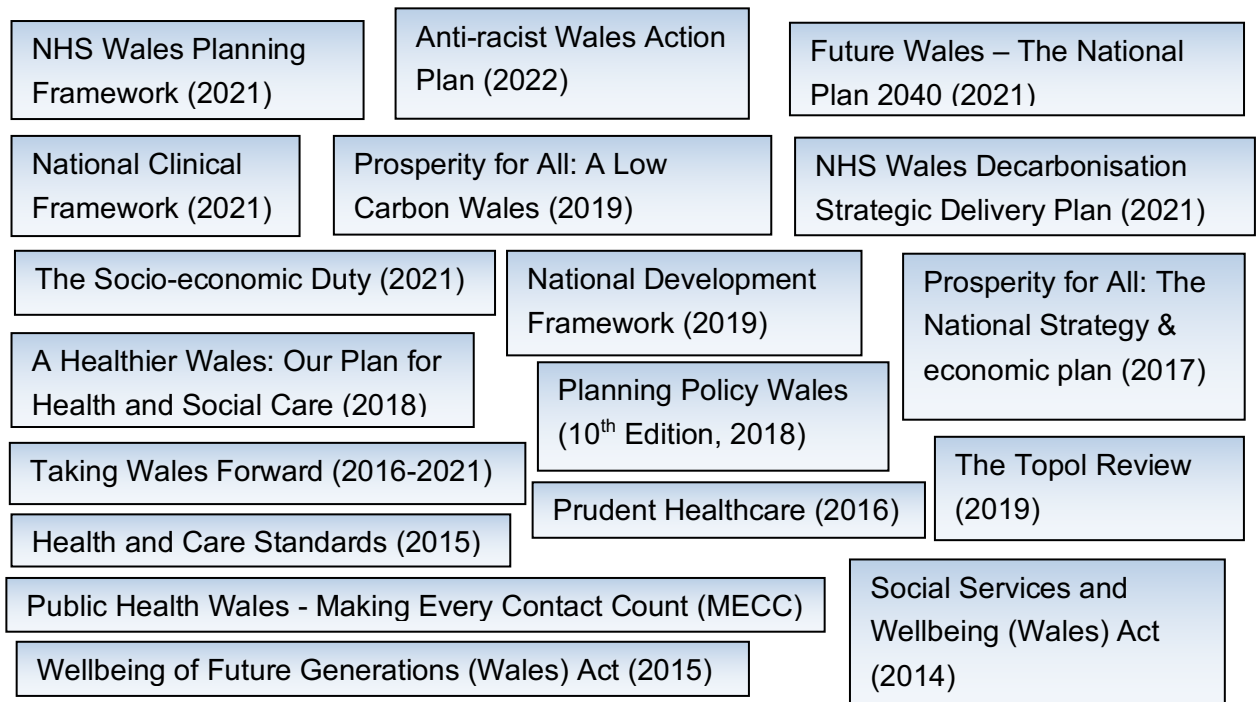 NHS Wales Planning
Framework (2021)
Anti-racist Wales Action
Plan (2022)
Future Wales – The National
Plan 2040 (2021)
National Clinical
Framework (2021)
Prosperity for All: A Low
Carbon Wales (2019)
NHS Wales Decarbonisation
Strategic Delivery Plan (2021)
The Socio-economic Duty (2021)
National Development
Framework (2019)
Prosperity for All: The
National Strategy &
economic plan (2017)
A Healthier Wales: Our Plan for
Health and Social Care (2018)
Planning Policy Wales
(10th Edition, 2018)
Taking Wales Forward (2016-2021)
The Topol Review
(2019)
Prudent Healthcare (2016)
Health and Care Standards (2015)
Public Health Wales - Making Every Contact Count (MECC)
Social Services and
Wellbeing (Wales) Act
(2014)
Wellbeing of Future Generations (Wales) Act (2015)